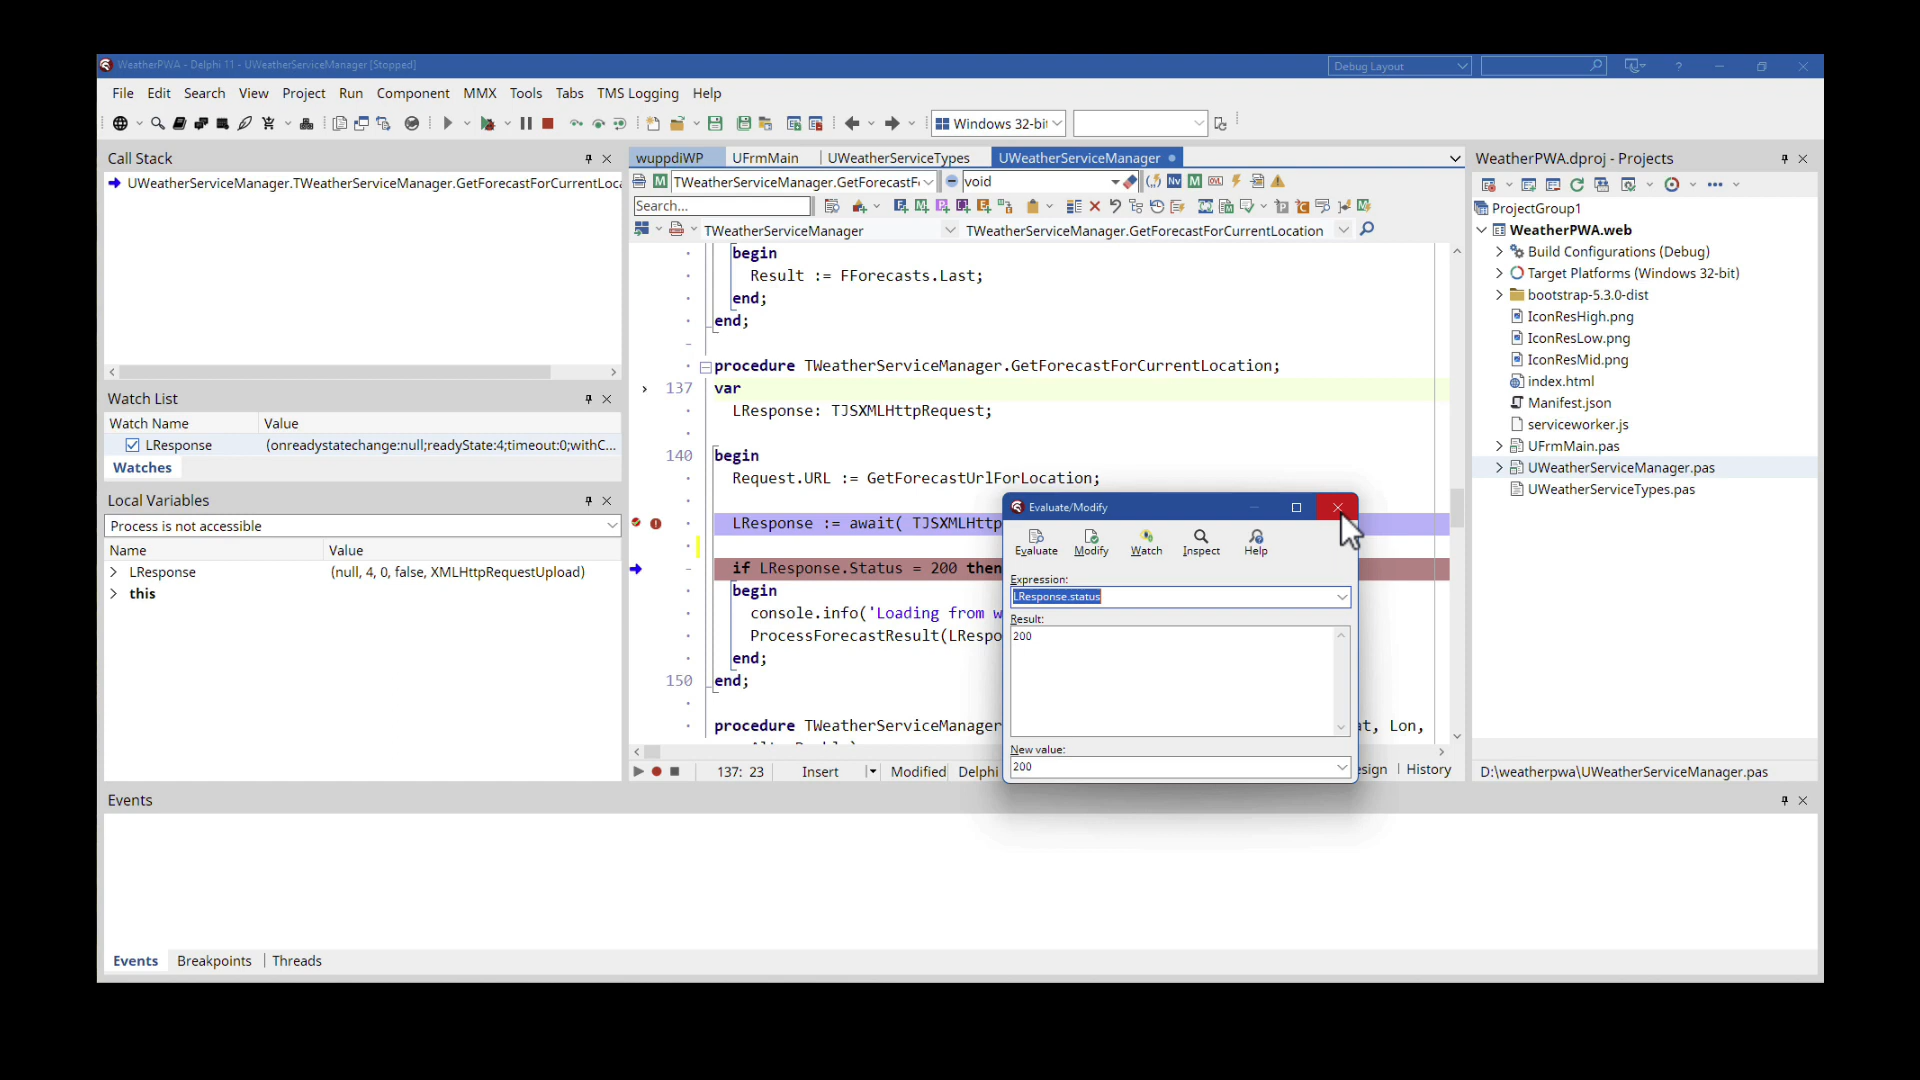 WeatherPWA - Delphi 11 - UWeatherServiceManager [Stopped]
Debug Layout
File Edit Search View Project Run Component MMX Tools Tabs TMS Logging Help
Windows 32-bit
Call Stack
UWeatherServiceManager.TWeatherServiceManager.GetForecastForCurrentLoca
Watch List
Watch Name Value
LResponse (onreadystatechange:null;readyState:4;timeout:0;withC...
Watches
Local Variables
Process is not accessible
Name Value
LResponse (null, 4, 0, false, XMLHttpRequestUpload)
this
wuppdiWP UFrmMain UWeatherServiceTypes UWeatherServiceManager
TWeatherServiceManager.GetForecastF void
Search...
TWeatherServiceManager TWeatherServiceManager.GetForecastForCurrentLocation
begin
Result := FForecasts.Last;
end;
end;
procedure TWeatherServiceManager.GetForecastForCurrentLocation;
137 var
LResponse: TJSXMLHttpRequest;
140 begin
Request.URL := GetForecastUrlForLocation;
LResponse := await( TJSXMLHttp
if LResponse.Status = 200 then
begin
console.info('Loading from w
ProcessForecastResult(LRespo
end;
150 end;
procedure TWeatherServiceManager at, Lon,
137: 23 Insert Modified Delphi esign History
Evaluate/Modify
Evaluate Modify Watch Inspect Help
Expression:
LResponse.status
Result:
200
New value:
200
WeatherPWA.dproj - Projects
ProjectGroup1
WeatherPWA.web
Build Configurations (Debug)
Target Platforms (Windows 32-bit)
bootstrap-5.3.0-dist
IconResHigh.png
IconResLow.png
IconResMid.png
index.html
Manifest.json
serviceworker.js
UFrmMain.pas
UWeatherServiceManager.pas
UWeatherServiceTypes.pas
D:\weatherpwa\UWeatherServiceManager.pas
Events
Events Breakpoints Threads